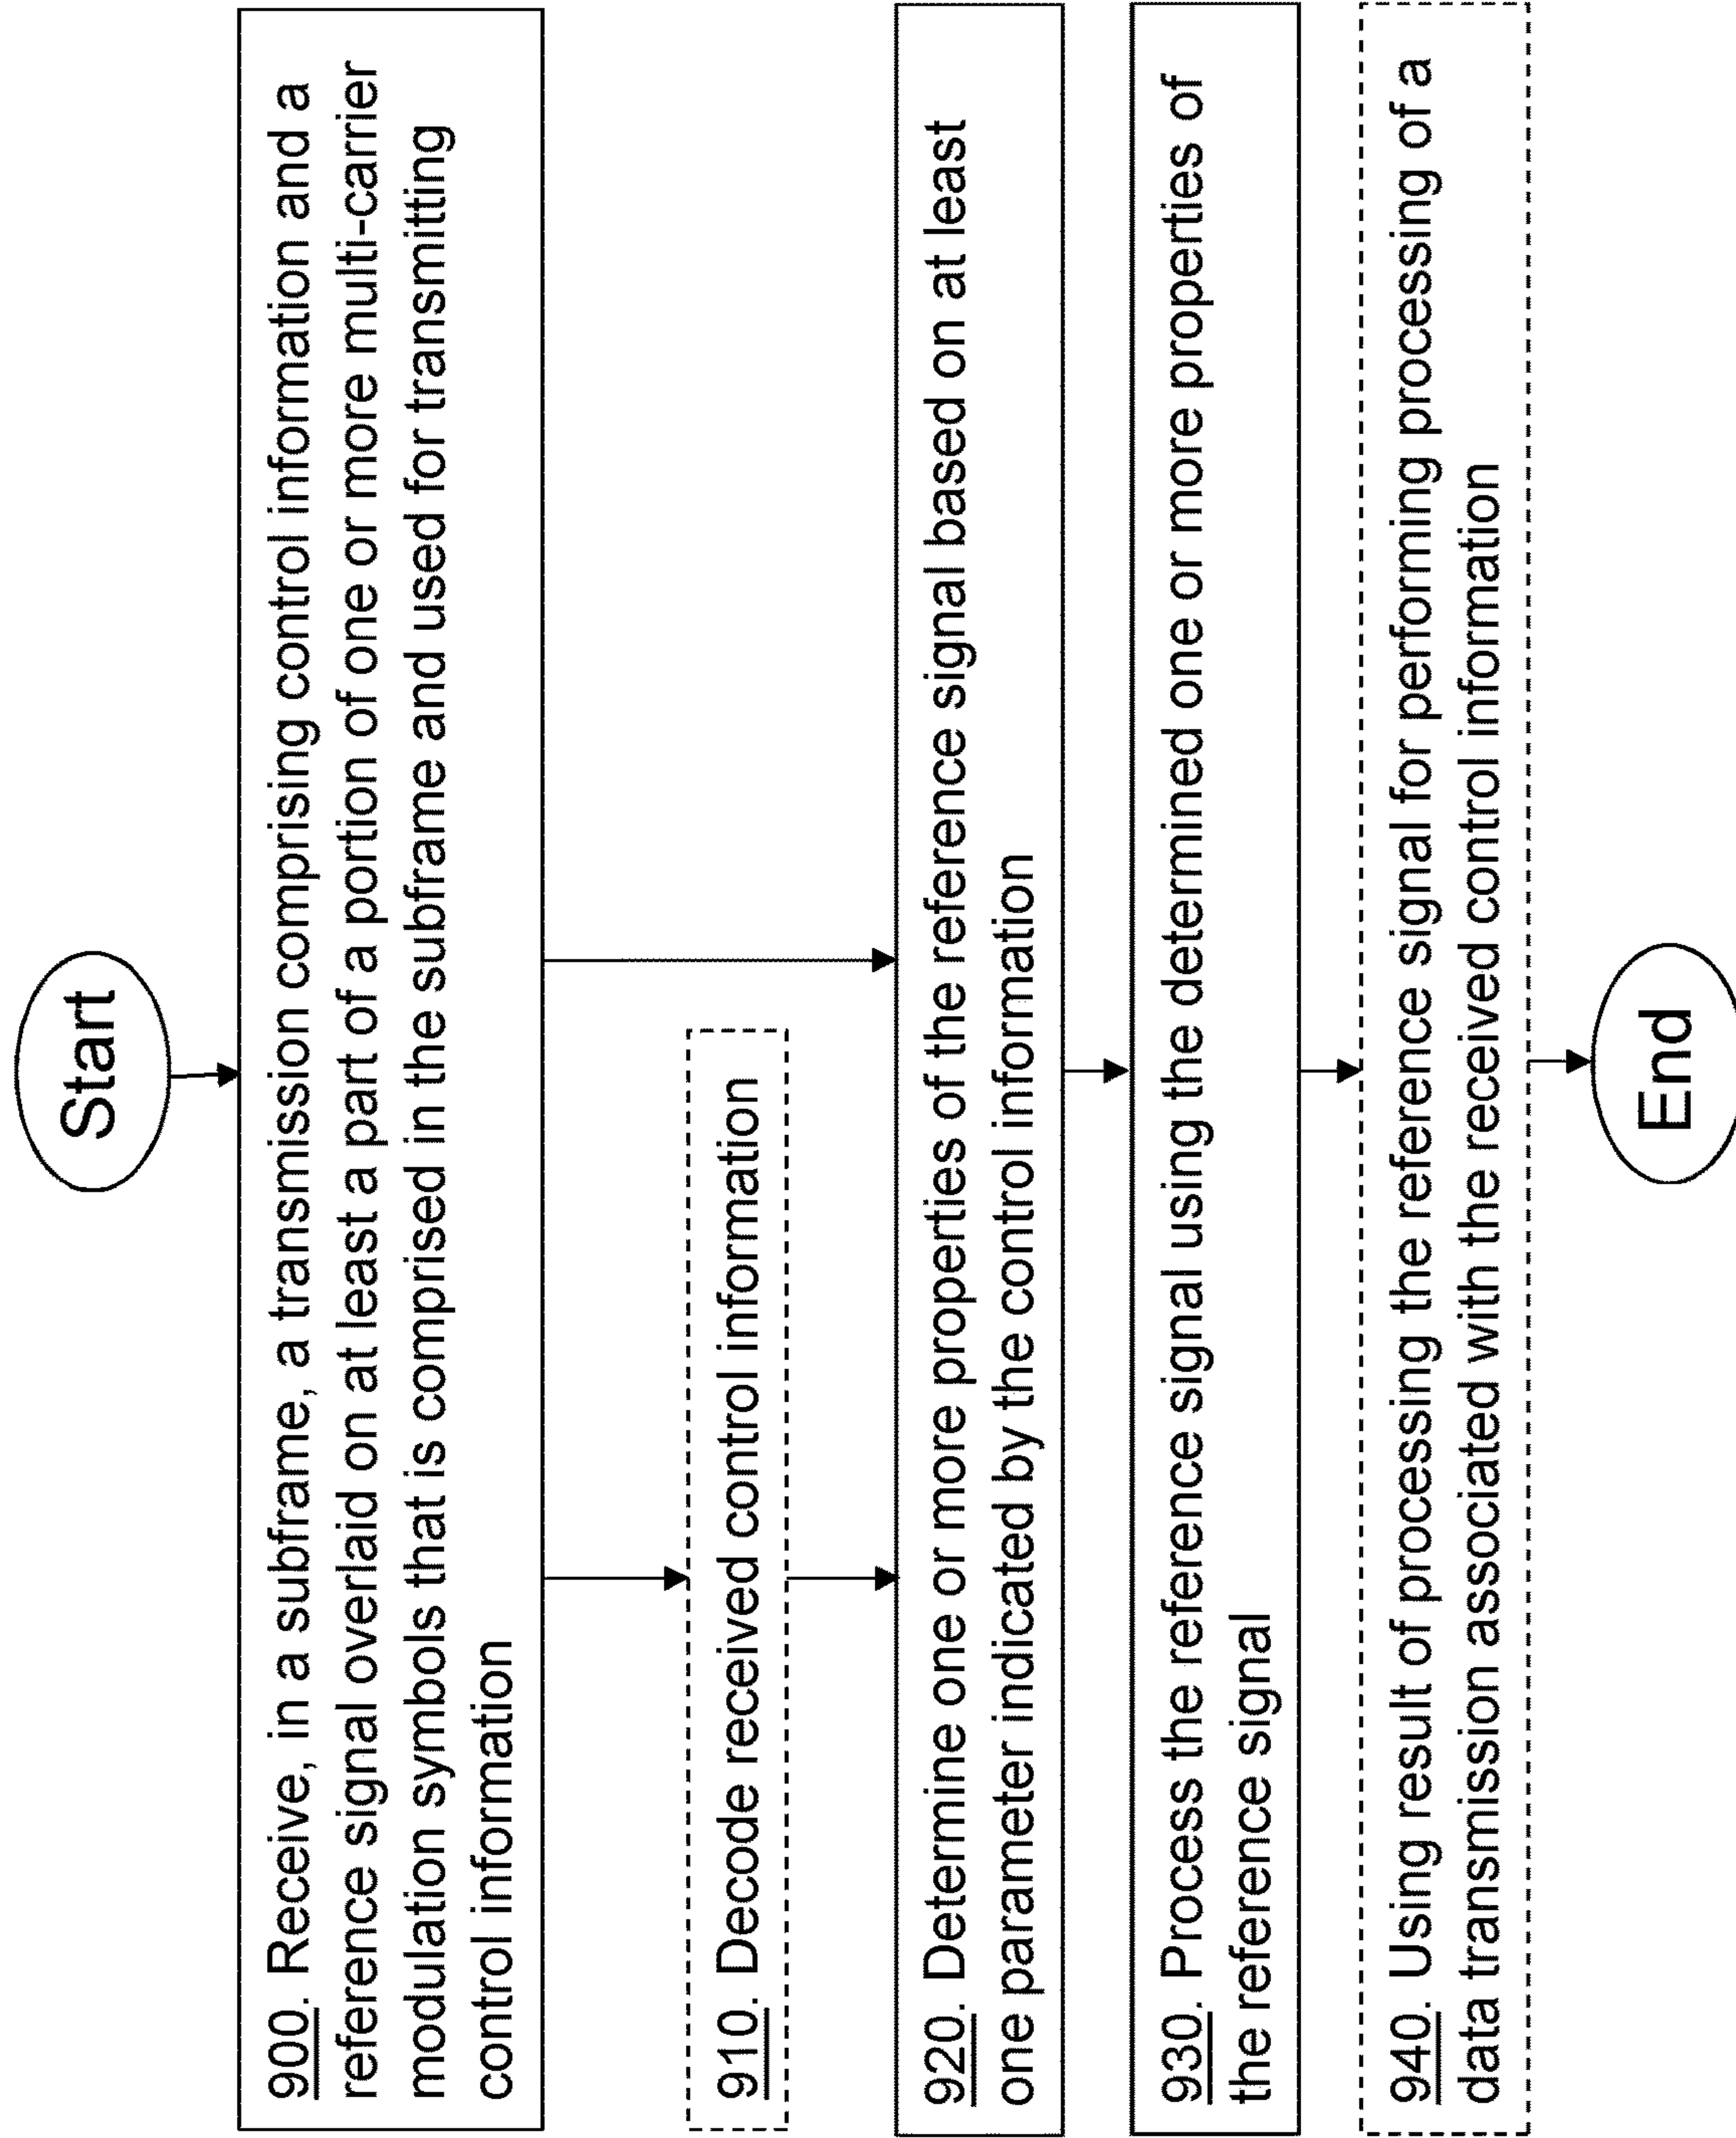 Start
900. Receive, in a subframe, a transmission comprising control information and a
reference signal overlaid on at least a part of a portion of one or more multi-carrier
modulation symbols that is comprised in the subframe and used for transmitting
control information
910. Decode received control information
920. Determine one or more properties of the reference signal based on at least
one parameter indicated by the control information
930. Process the reference signal using the determined one or more properties of
the reference signal
940. Using result of processing the reference signal for performing processing of a
data transmission associated with the received control information
End